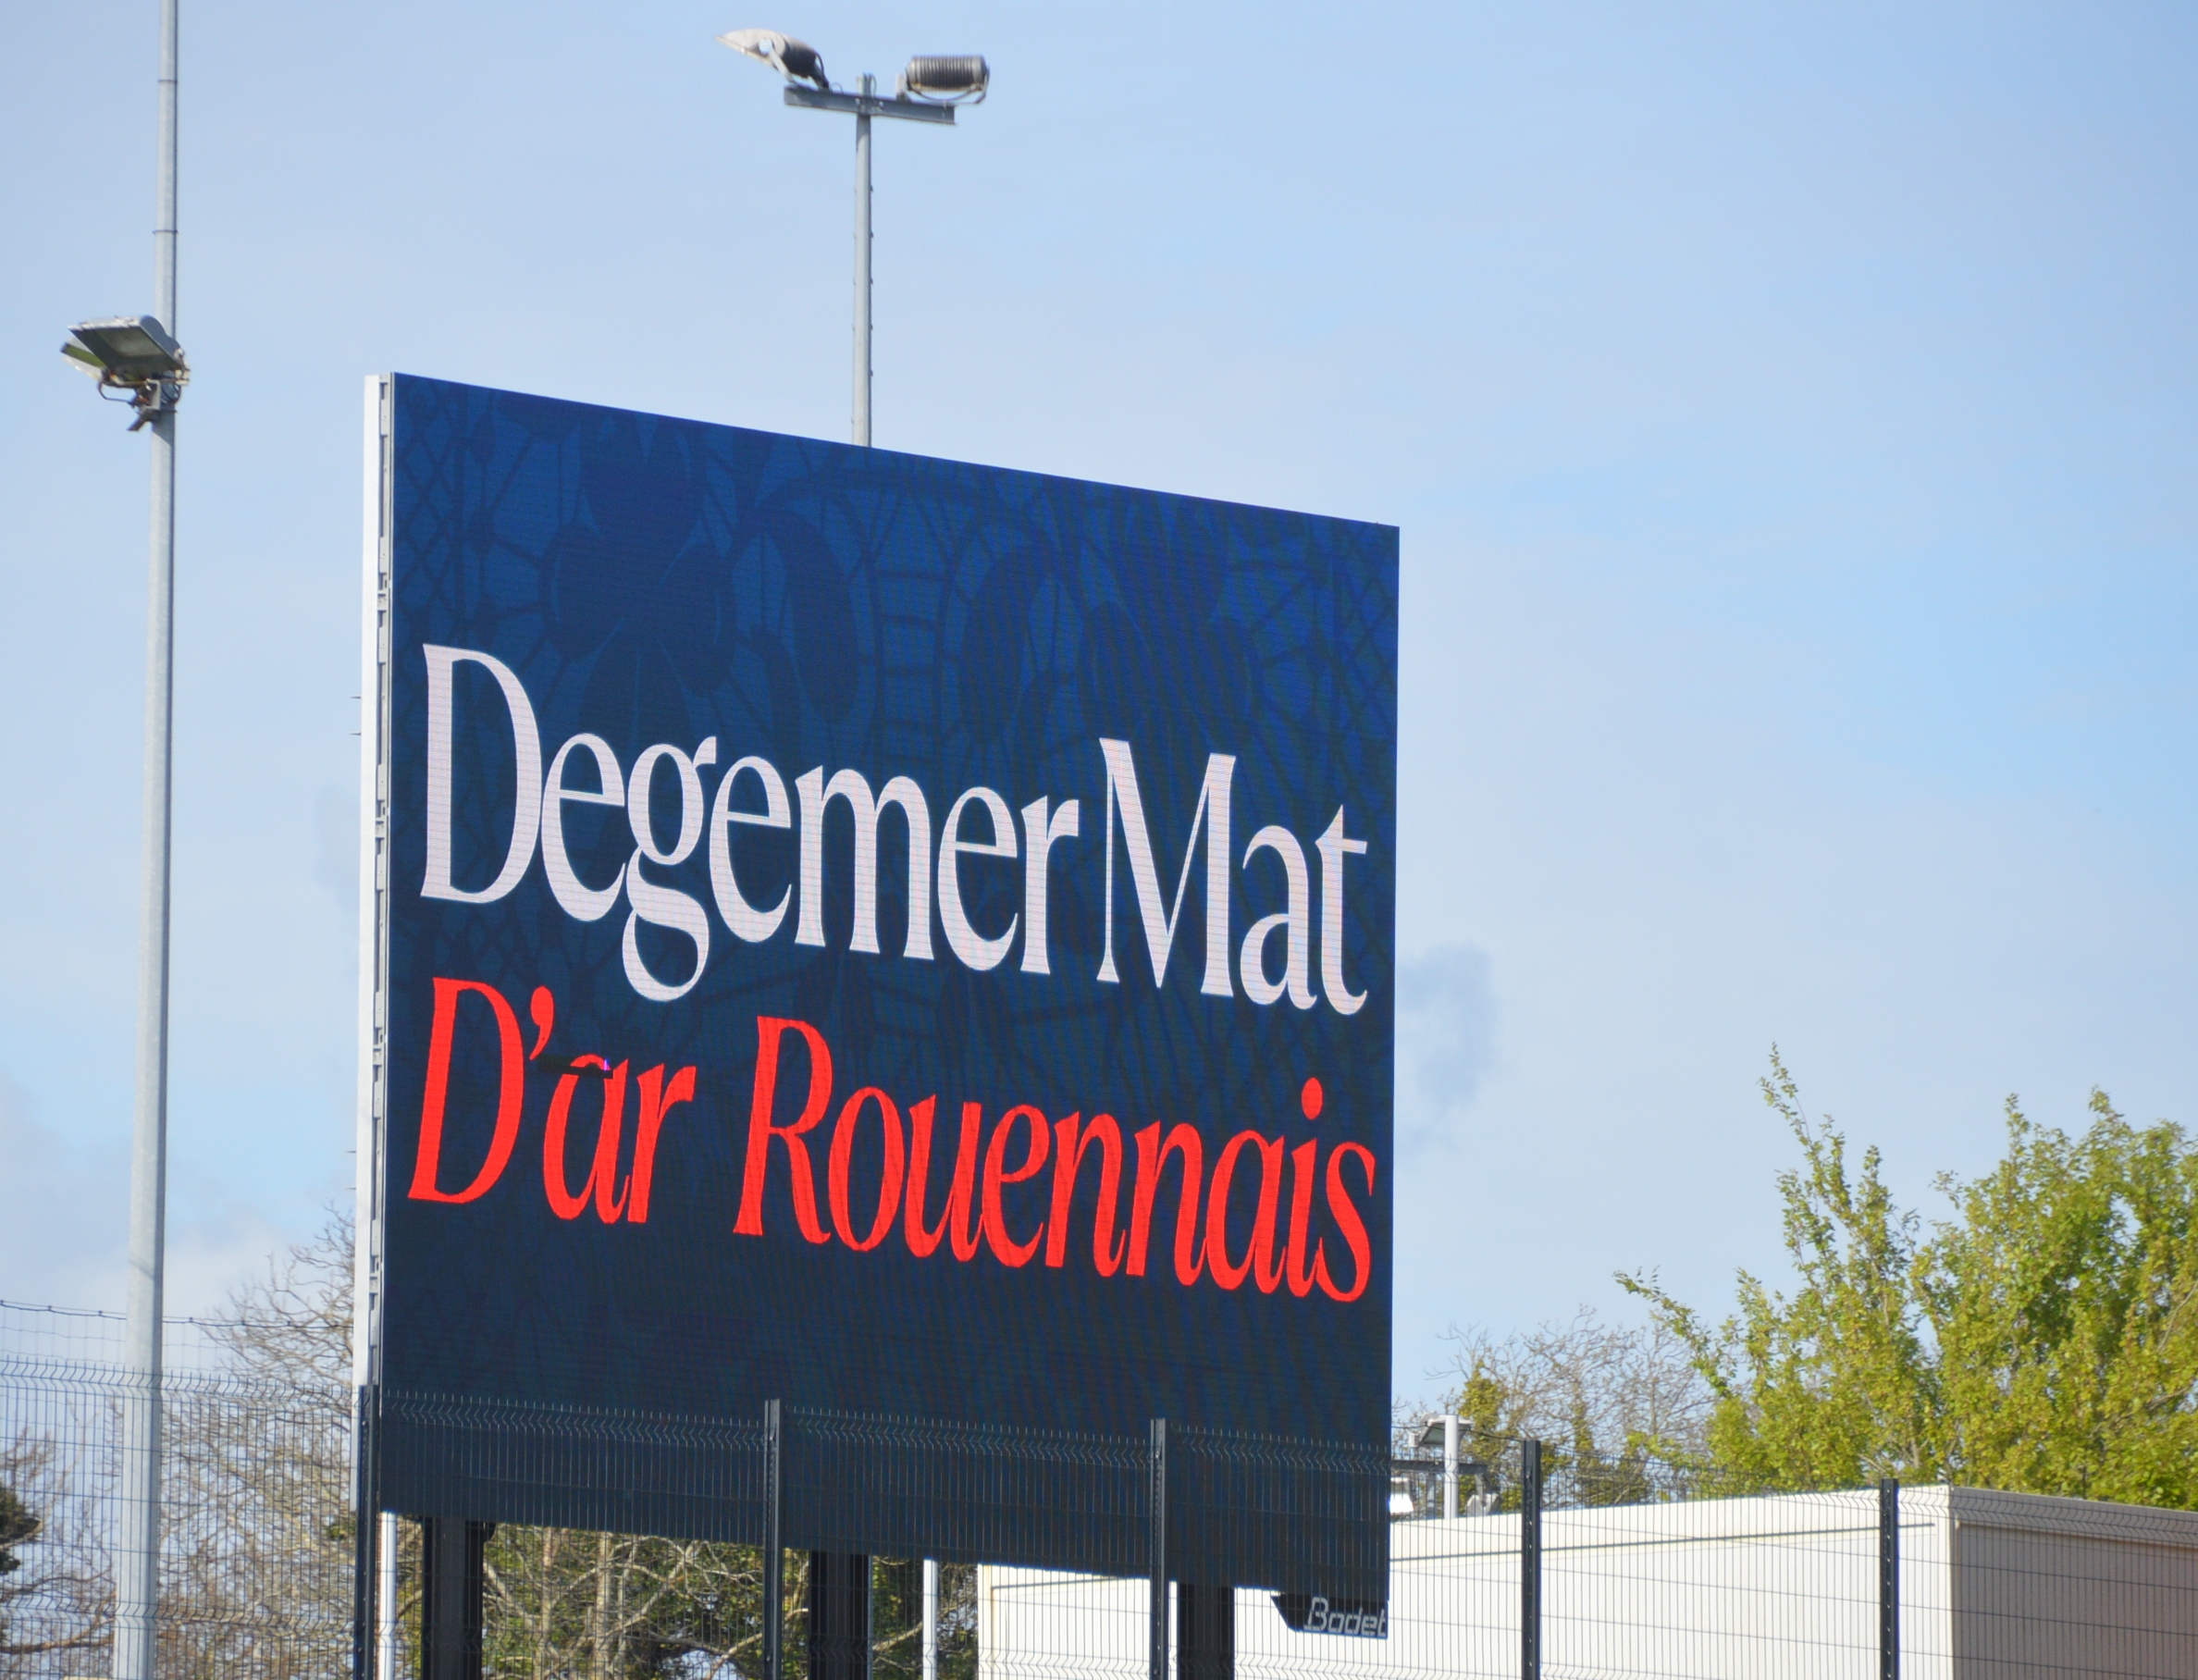 Degemer Mat
D’ar Rouennais
Bodet